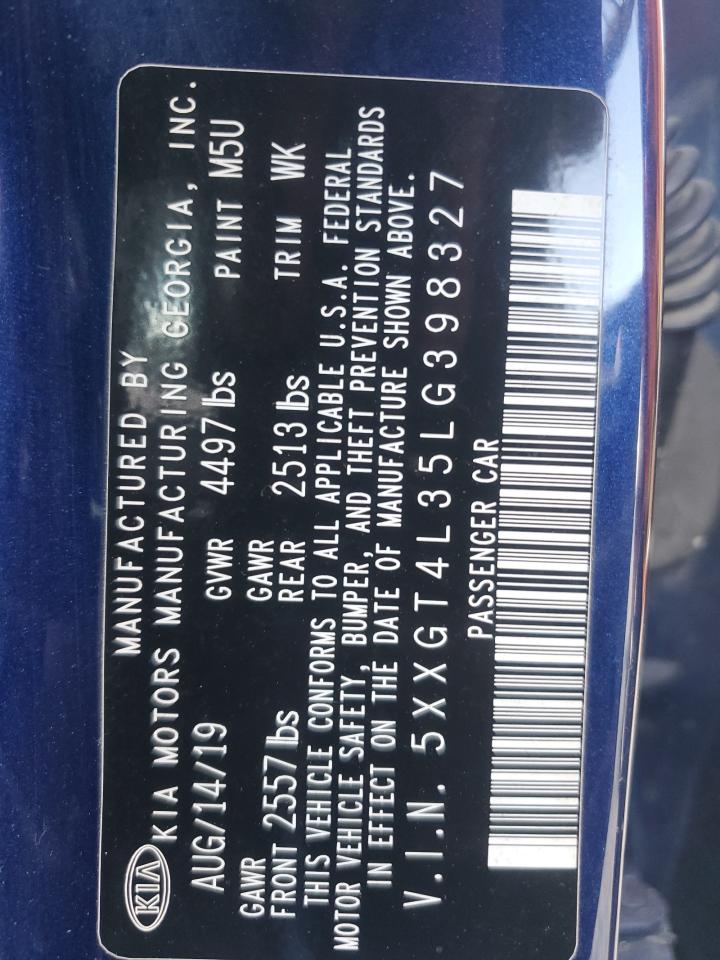 MANUFACTURED BY
KIA KIA MOTORS MANUFACTURING GEORGIA, INC.
AUG/14/19 GVWR 4497 lbs PAINT M5U
GAWR GAWR
FRONT 2557 lbs REAR 2513 lbs TRIM WK
THIS VEHICLE CONFORMS TO ALL APPLICABLE U.S.A. FEDERAL
MOTOR VEHICLE SAFETY, BUMPER, AND THEFT PREVENTION STANDARDS
IN EFFECT ON THE DATE OF MANUFACTURE SHOWN ABOVE.
V.I.N. 5XXGT4L35LG398327
PASSENGER CAR